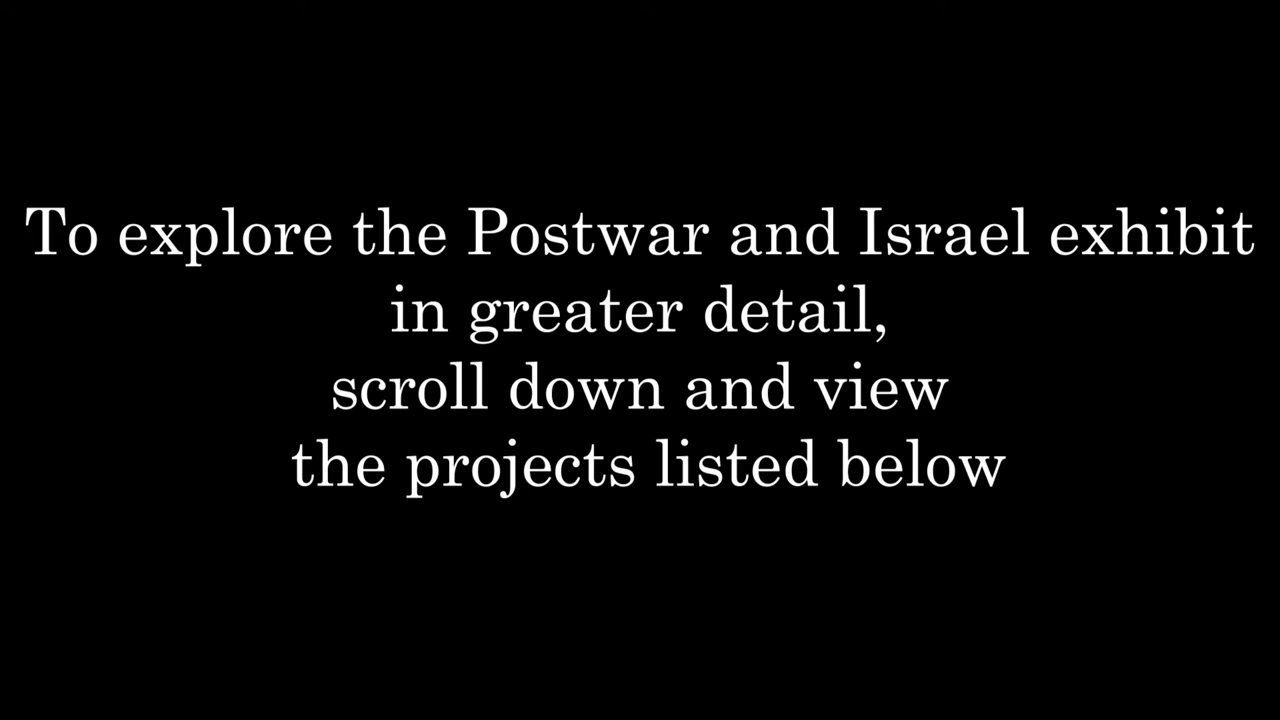 To explore the Postwar and Israel exhibit
in greater detail,
scroll down and view
the projects listed below